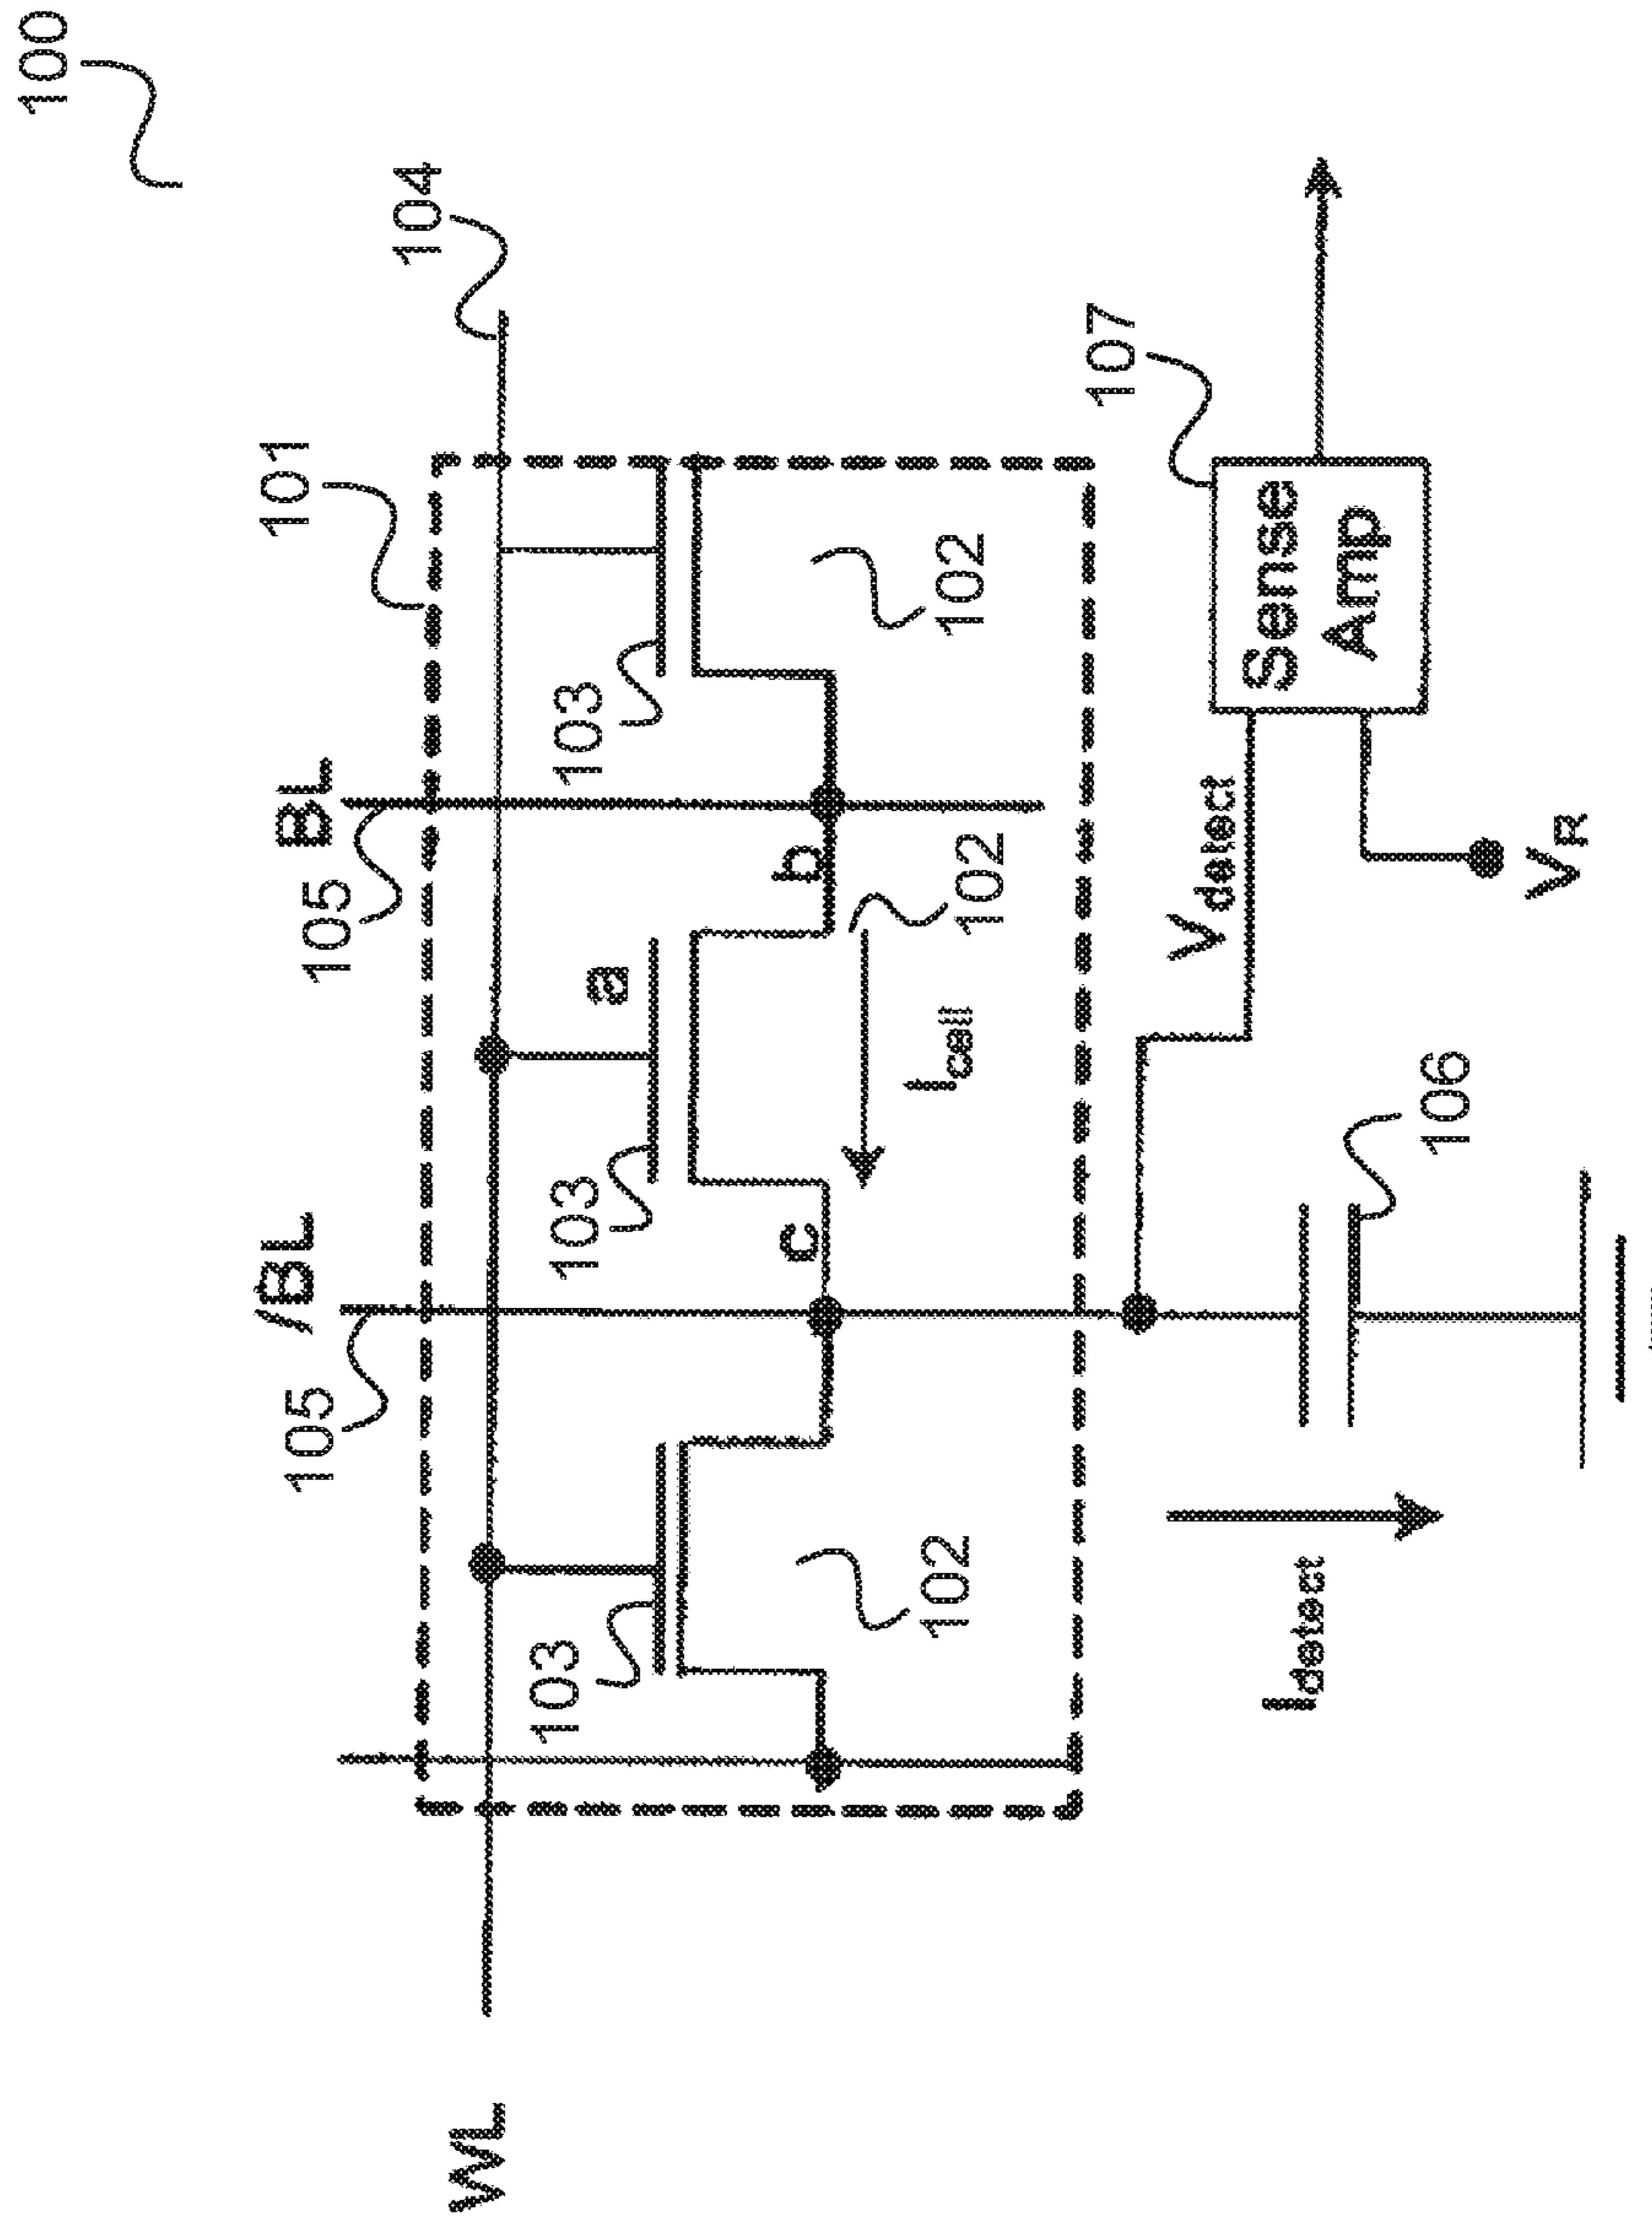 100
104
101
105
BL
105
/BL
WL
103
a
103
103
102
b
102
c
102
Icell
107
Sense
Amp
Vdetect
VR
106
Idetect